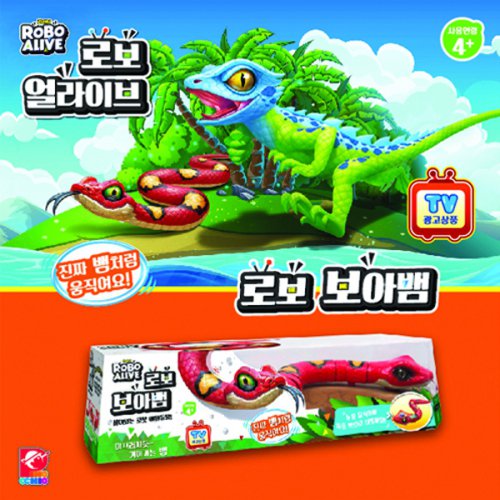 ROBO
ALIVE
로보
얼라이브
사용연령
4+
TV
광고상품
진짜 뱀처럼
움직여요!
로보 보아뱀
ROBO
ALIVE
로보
보아뱀
4+
진짜 뱀처럼
움직여요!
TV